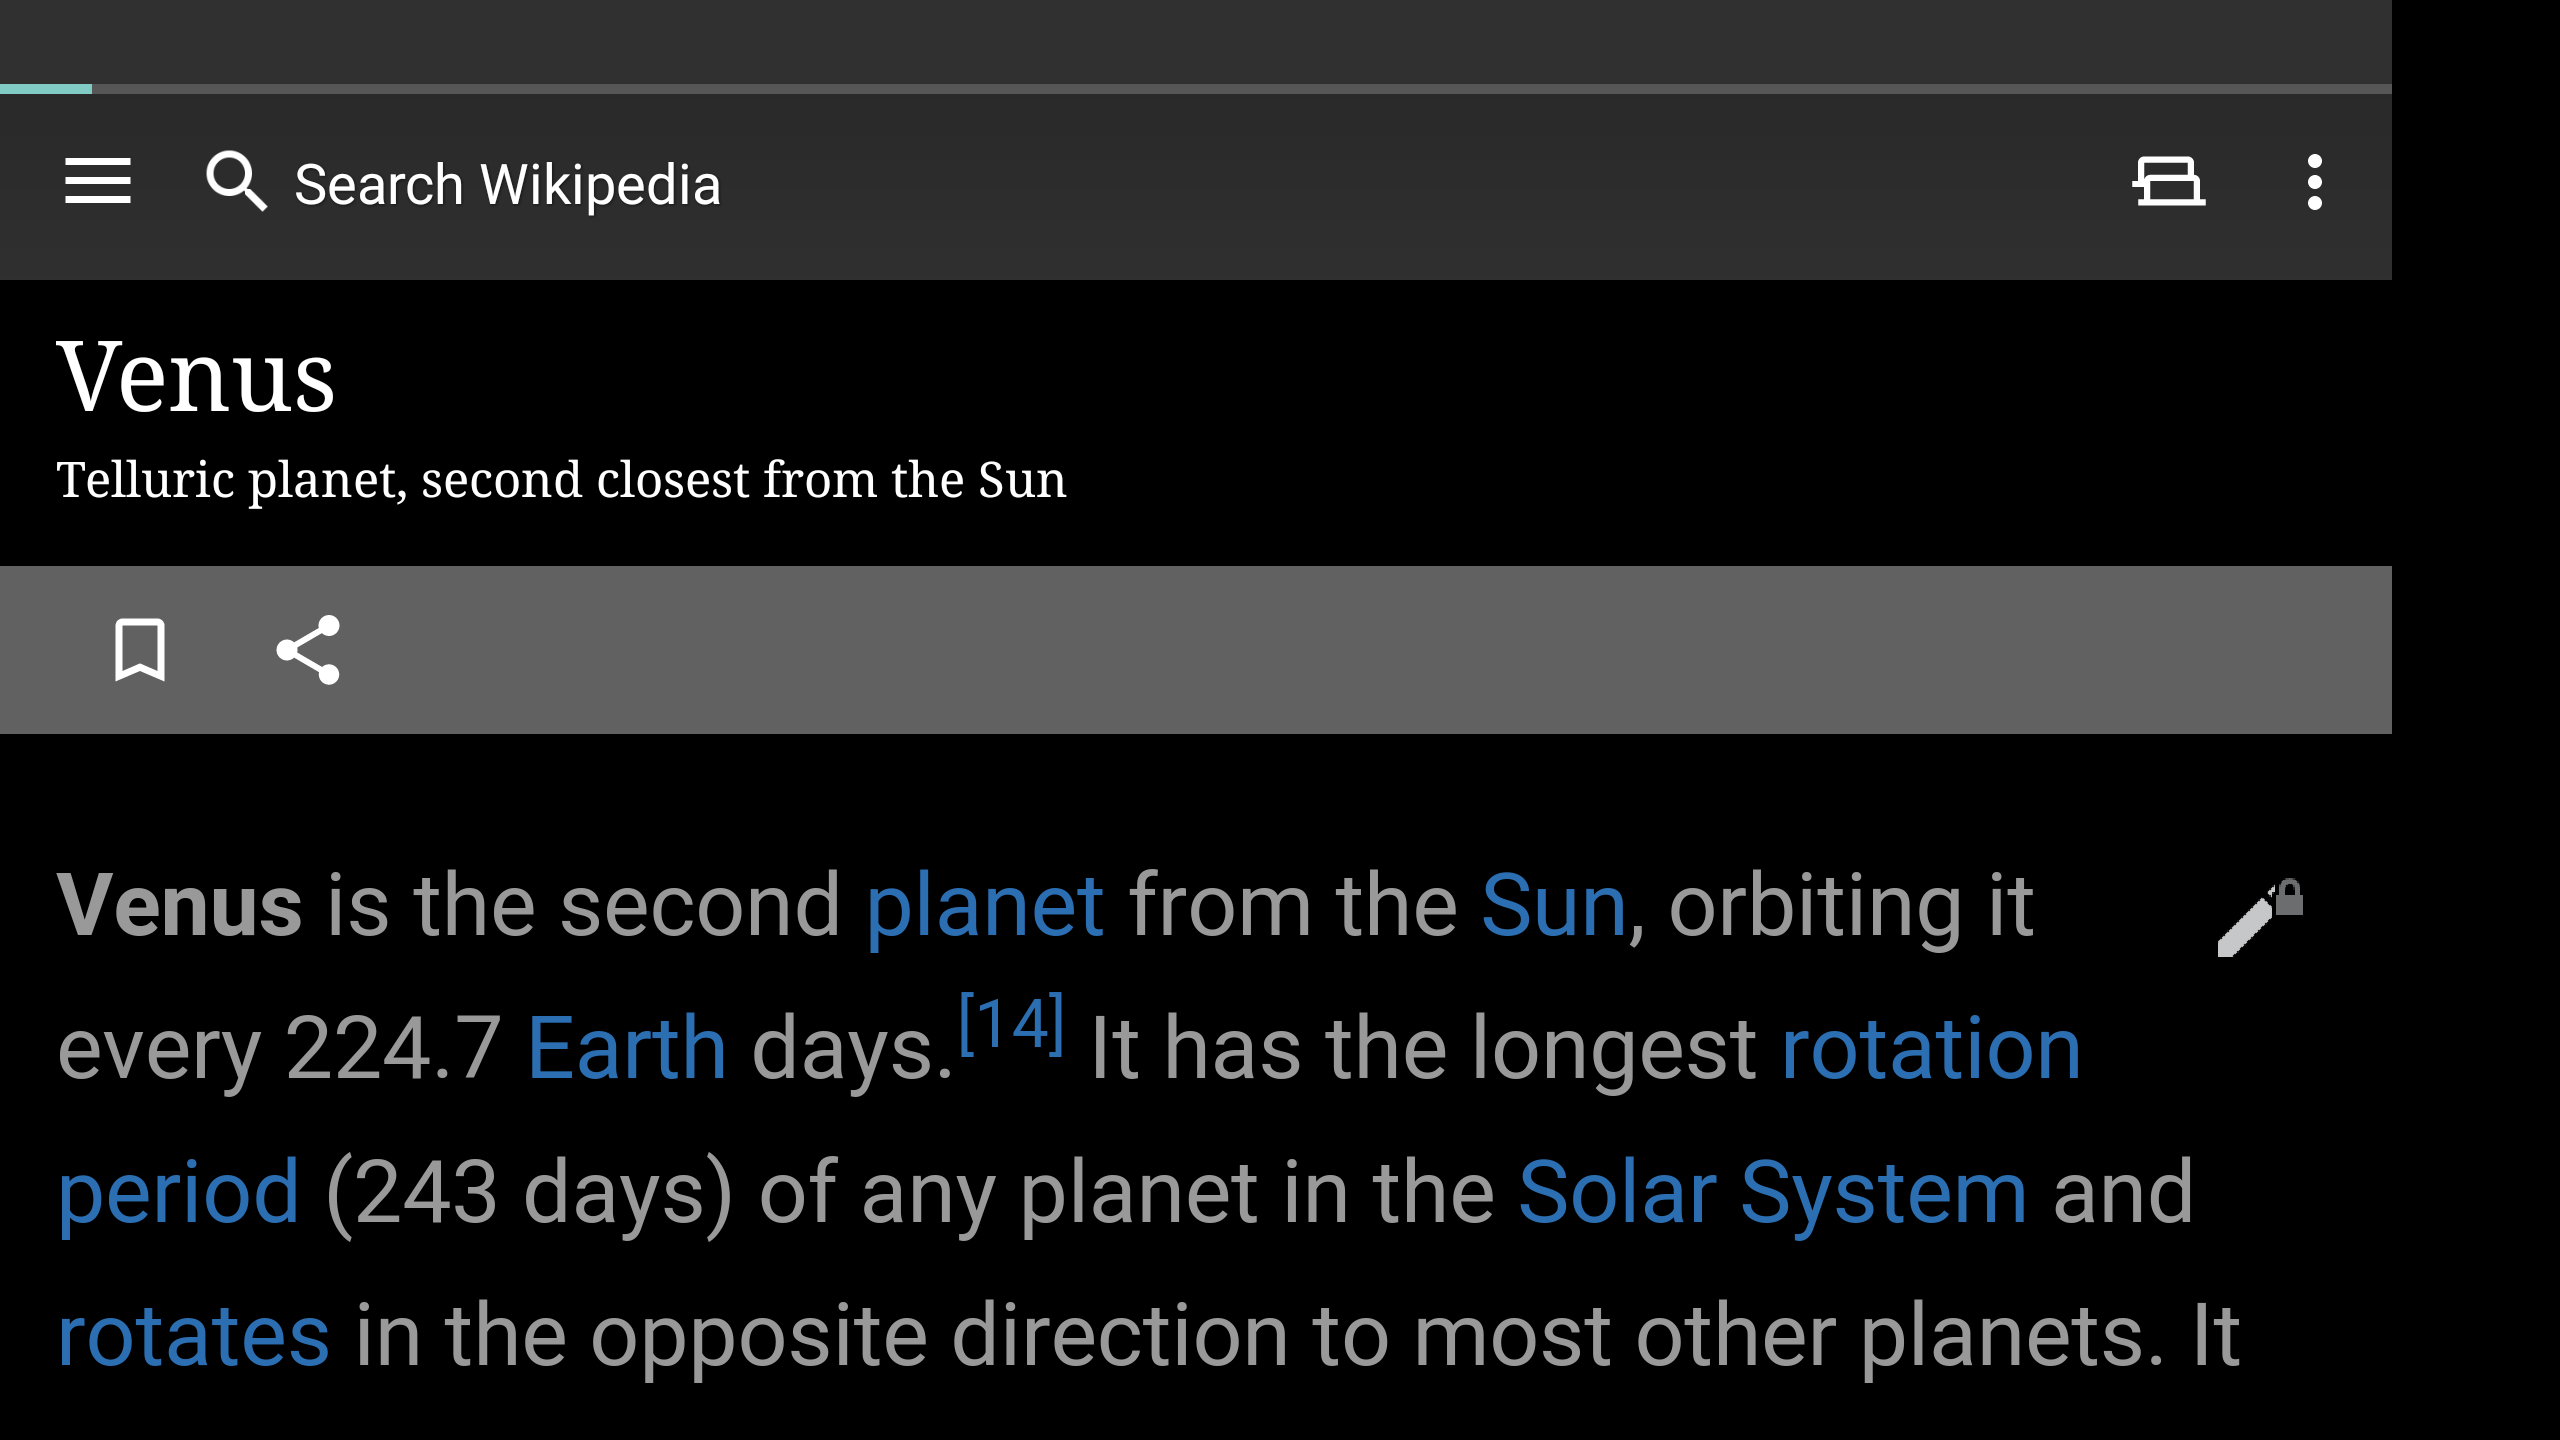 Search Wikipedia
Venus
Telluric planet, second closest from the Sun
Venus is the second planet from the Sun, orbiting it
every 224.7 Earth days.[14] It has the longest rotation
period (243 days) of any planet in the Solar System and
rotates in the opposite direction to most other planets. It